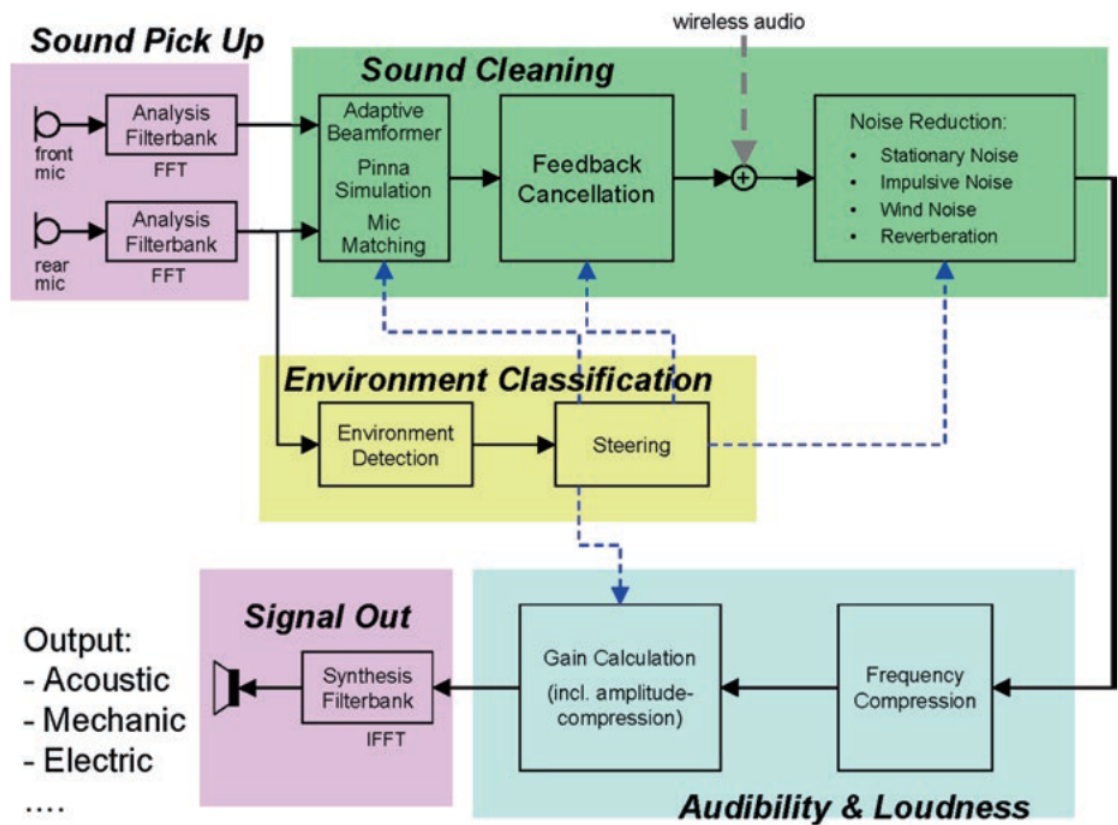 wireless audio
Sound Pick Up
Sound Cleaning
Analysis
Filterbank
FFT
front
mic
Analysis
Filterbank
FFT
rear
mic
Adaptive
Beamformer
Pinna
Simulation
Mic
Matching
Feedback
Cancellation
+
Noise Reduction:
• Stationary Noise
• Impulsive Noise
• Wind Noise
• Reverberation
Environment Classification
Environment
Detection
Steering
Signal Out
Output:
- Acoustic
- Mechanic
- Electric
....
Synthesis
Filterbank
IFFT
Gain Calculation
(incl. amplitude-
compression)
Frequency
Compression
Audibility & Loudness